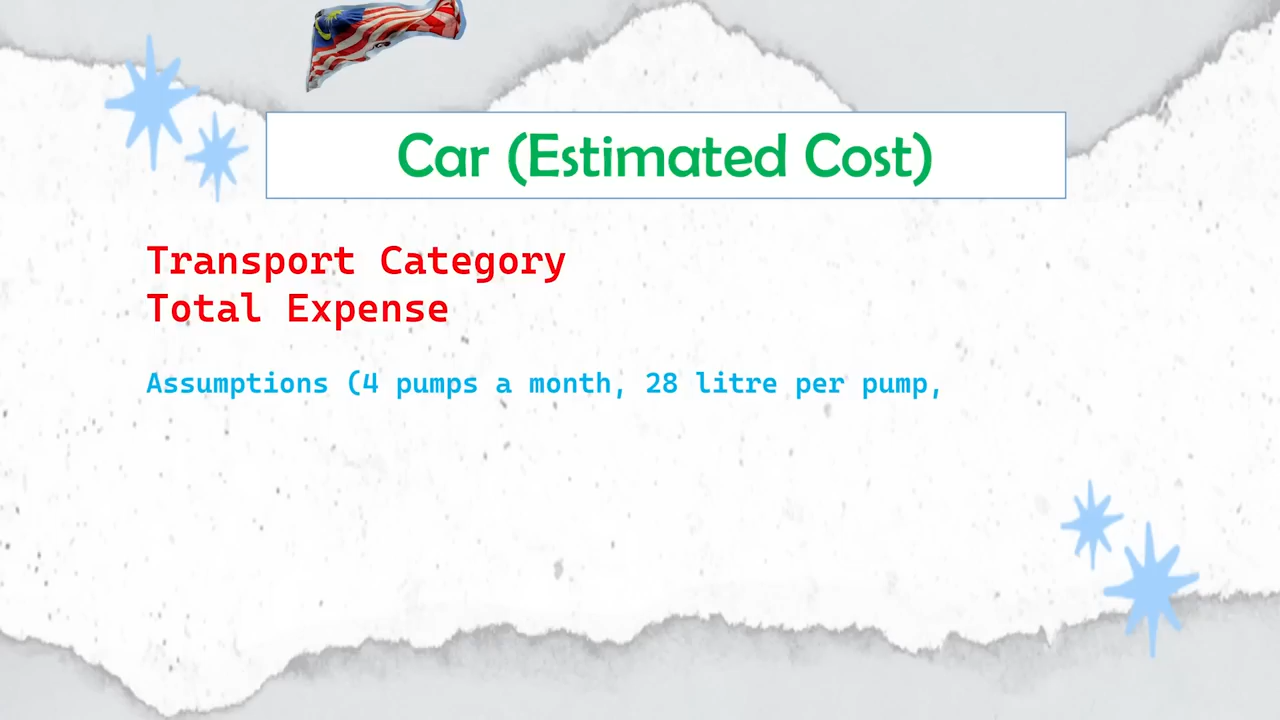 Car (Estimated Cost)
Transport Category
Total Expense
Assumptions (4 pumps a month, 28 litre per pump,